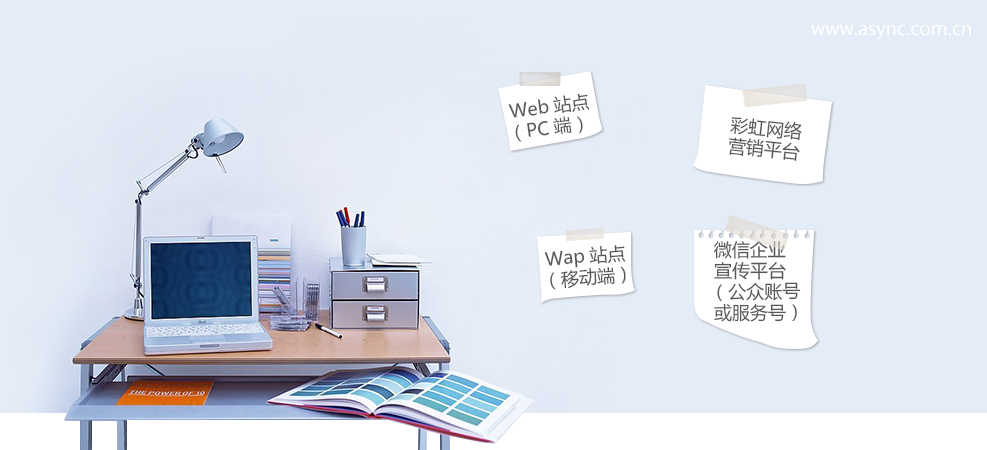 www.async.com.cn
Web 站点
（PC 端）
彩虹网络
营销平台
Wap 站点
（移动端）
微信企业
宣传平台
（公众账号
或服务号）
THE POWER OF 10